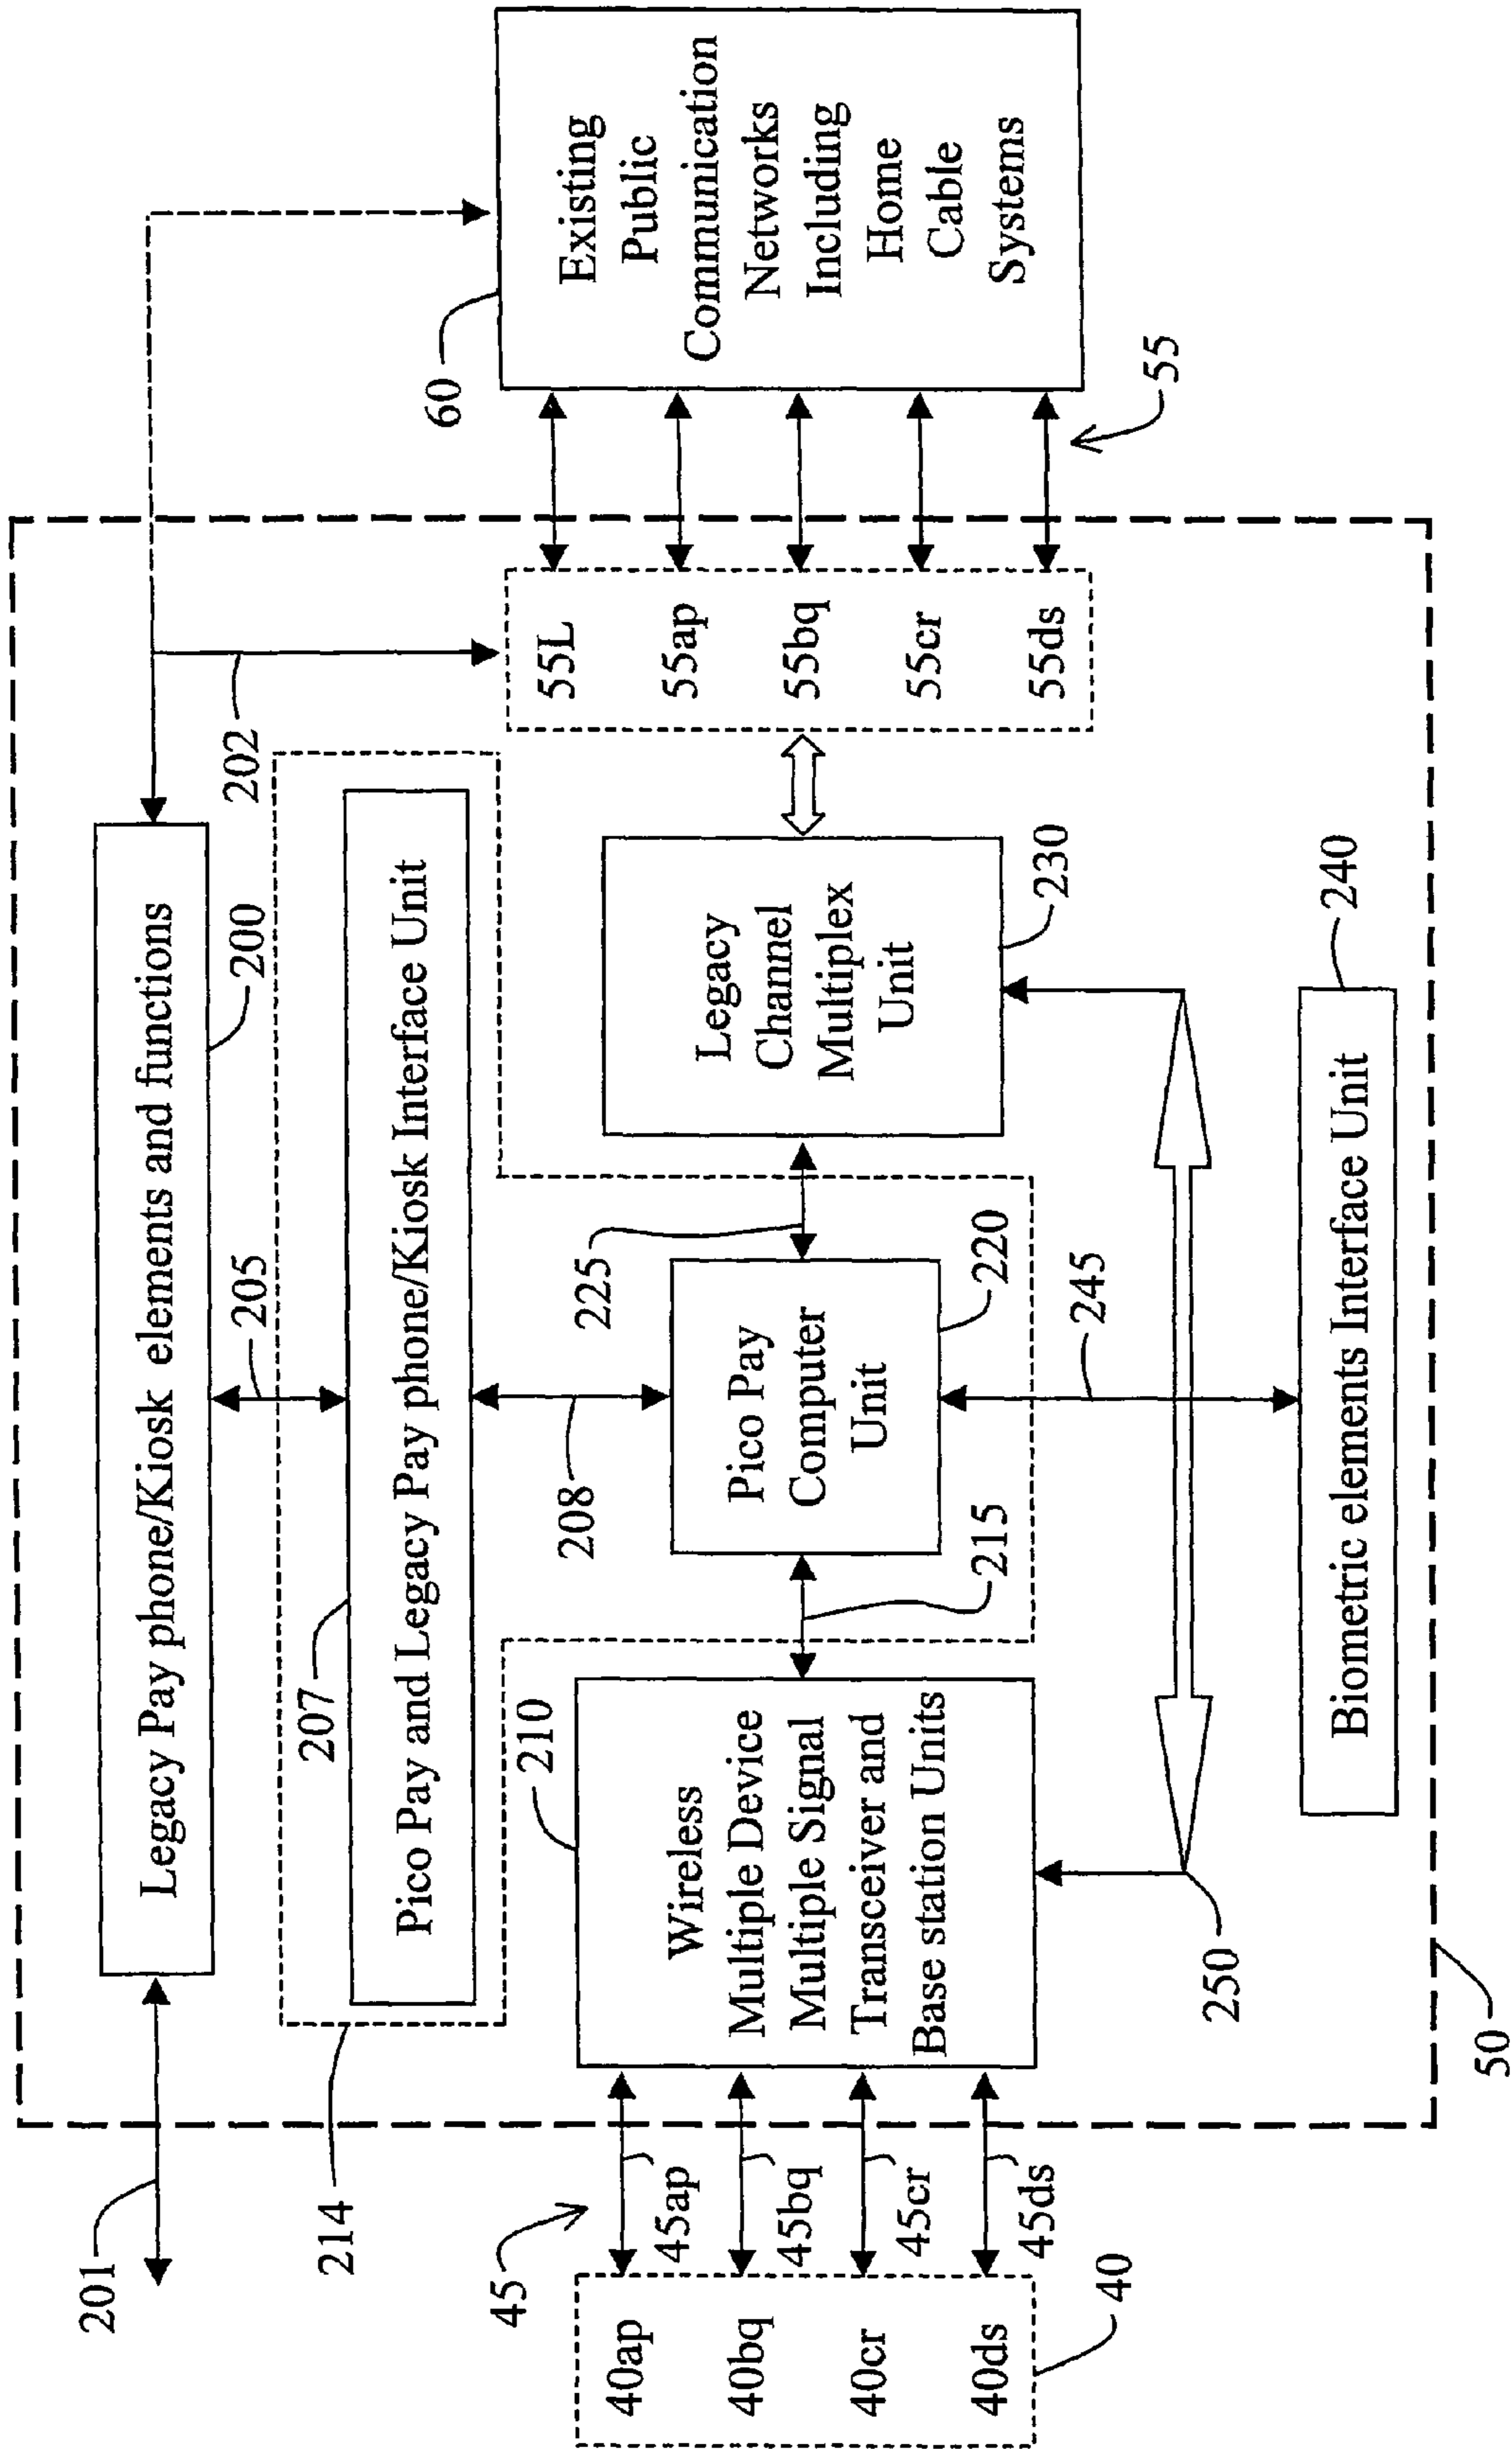 201
Legacy Pay phone/Kiosk elements and functions
200
202
205
214
207
Pico Pay and Legacy Pay phone/Kiosk Interface Unit
208
225
45
40ap
40bq
40cr
40ds
40
45ap
45bq
45cr
45ds
210
Wireless
Multiple Device
Multiple Signal
Transceiver and
Base station Units
215
Pico Pay
Computer
Unit
220
Legacy
Channel
Multiplex
Unit
230
55L
55ap
55bq
55cr
55ds
55
60
Existing
Public
Communication
Networks
Including
Home
Cable
Systems
245
250
Biometric elements Interface Unit
240
50